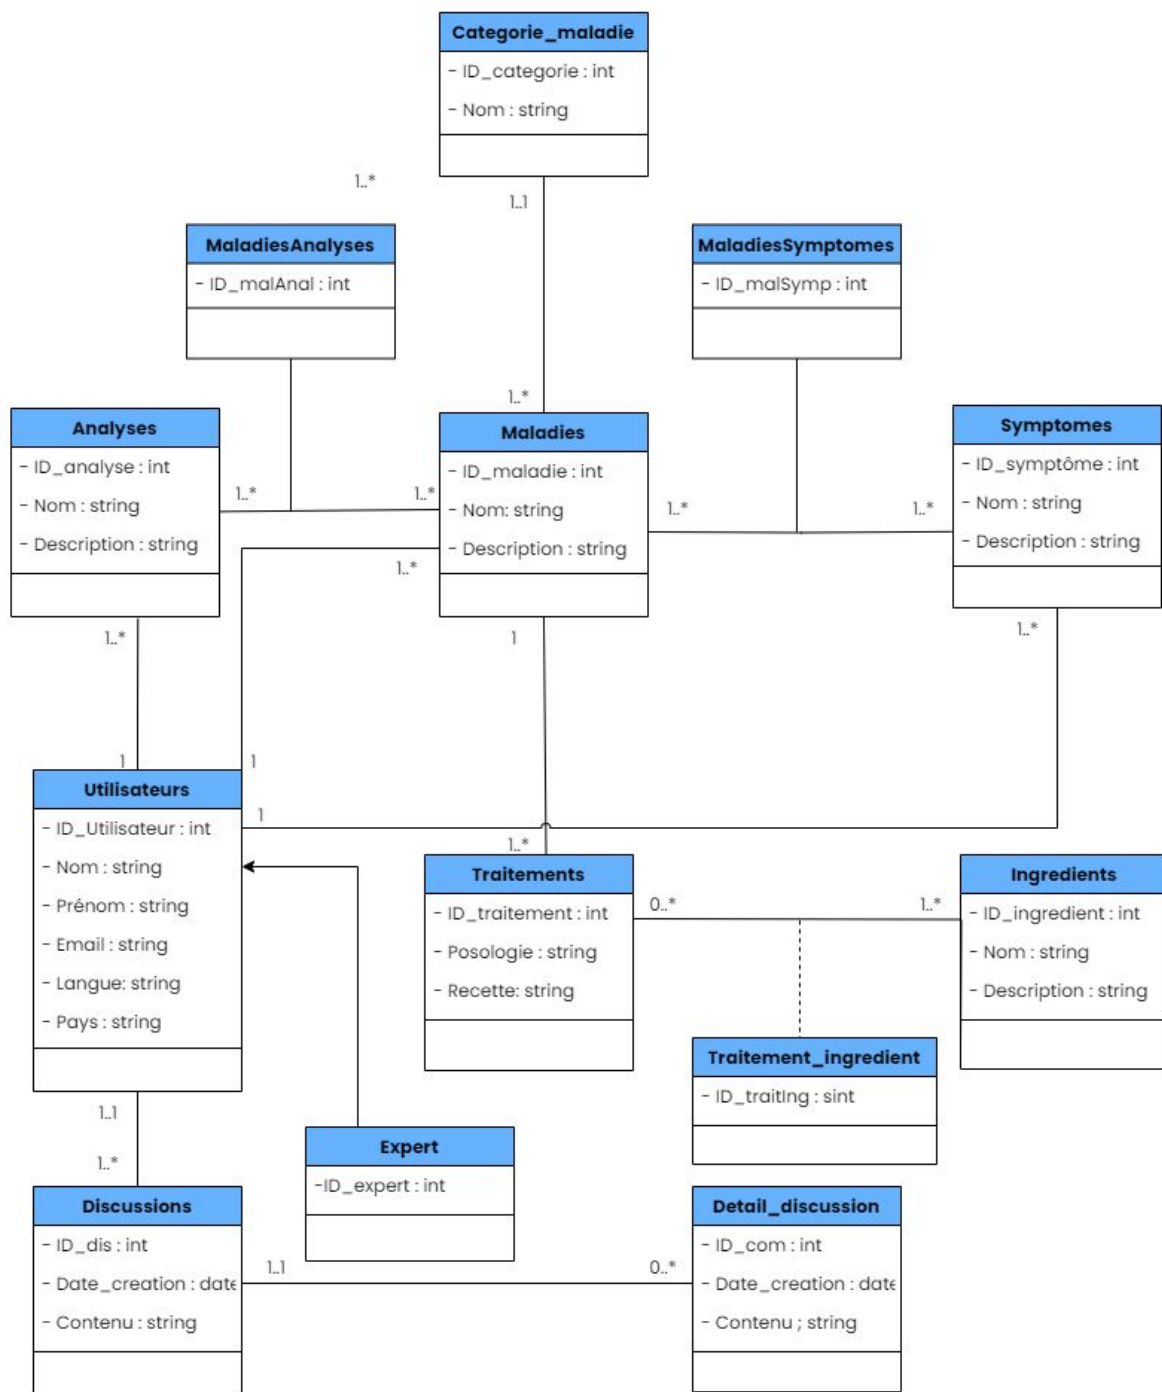 Categorie_maladie
- ID_categorie : int
- Nom : string
1..*
1..1
MaladiesAnalyses
- ID_malAnal : int
MaladiesSymptomes
- ID_malSymp : int
1..*
Analyses
- ID_analyse : int
- Nom : string
- Description : string
1..*
1..*
Maladies
- ID_maladie : int
- Nom: string
- Description : string
1..*
1..*
1..*
Symptomes
- ID_symptôme : int
- Nom : string
- Description : string
1..*
1
1..*
1
1
1
1..*
Utilisateurs
- ID_Utilisateur : int
- Nom : string
- Prénom : string
- Email : string
- Langue: string
- Pays : string
Traitements
- ID_traitement : int
- Posologie : string
- Recette: string
0..*
1..*
Ingredients
- ID_ingredient : int
- Nom : string
- Description : string
Traitement_ingredient
- ID_traitIng : sint
1..1
1..*
Expert
-ID_expert : int
Discussions
- ID_dis : int
- Date_creation : date
- Contenu : string
1..1
0..*
Detail_discussion
- ID_com : int
- Date_creation : date
- Contenu ; string